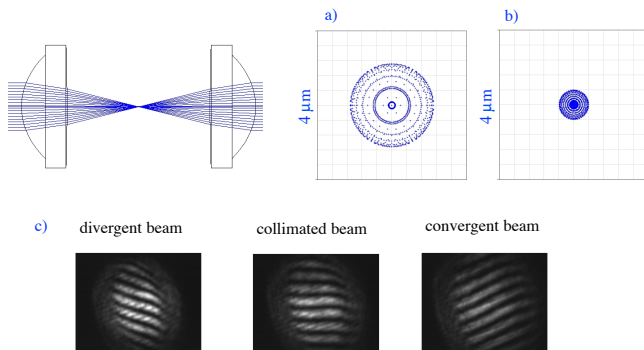 a)
b)
4 μm
4 μm
c)
divergent beam
collimated beam
convergent beam